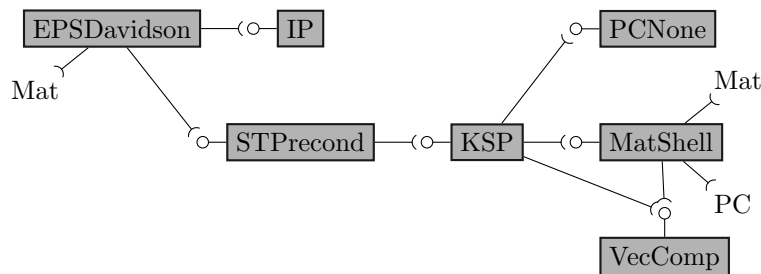 EPSDavidson
IP
PCNone
Mat
Mat
STPrecond
KSP
MatShell
PC
VecComp